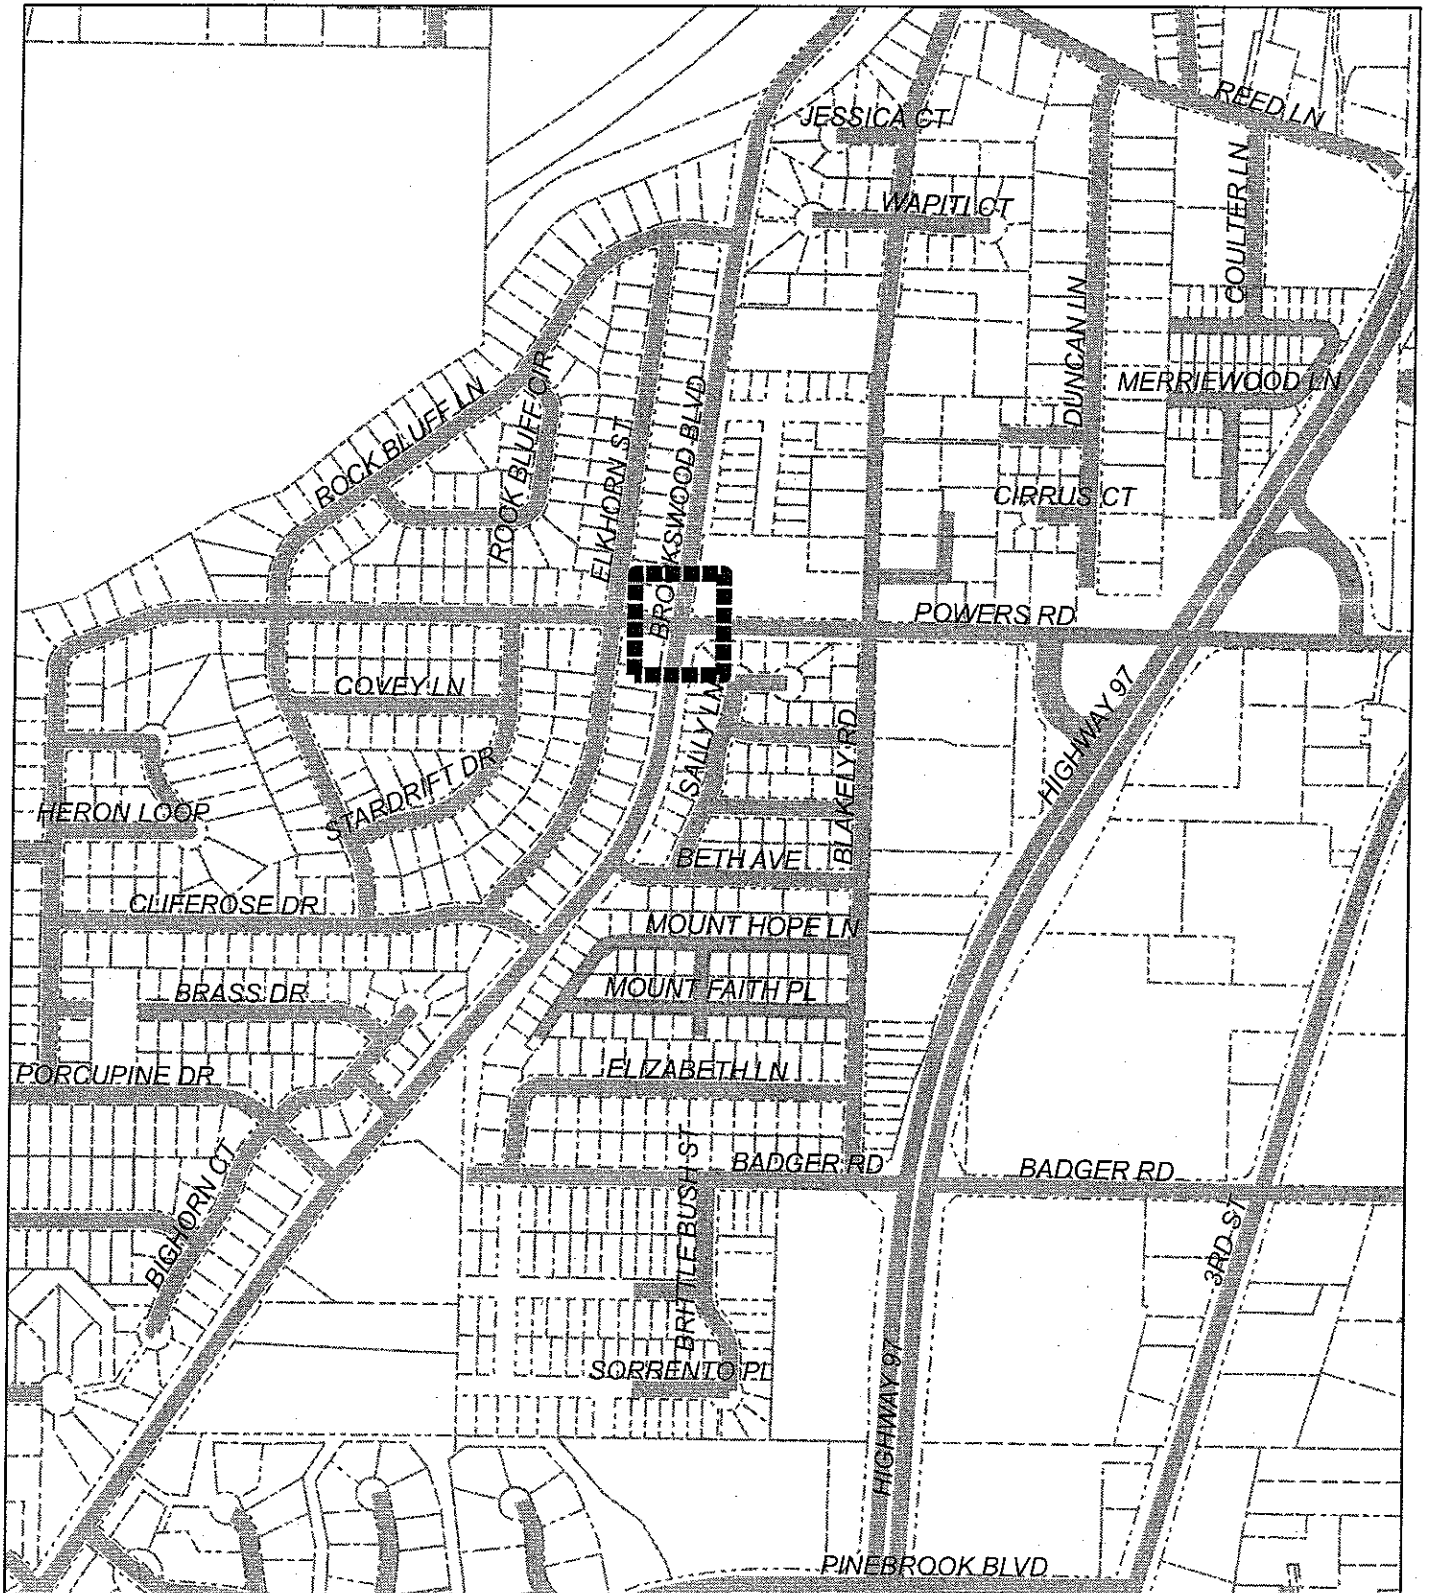 REED LN
JESSICA CT
WAPITI CT
COULTER LN
DUNCAN LN
MERRIEWOOD LN
ROCK BLUFF LN
ROCK BLUFF CIR
ELKHORN ST
BROOKSWOOD BLVD
CIRRUS CT
POWERS RD
COVEY LN
SALLY LN
HIGHWAY 97
BLAKELY RD
STARDRIFT DR
HERON LOOP
BETH AVE
CLIFEROSE DR
MOUNT HOPE LN
BRASS DR
MOUNT FAITH PL
PORCUPINE DR
ELIZABETH LN
BADGER RD
BADGER RD
BIGHORN CT
BRITTLE BUSH ST
3RD ST
SORRENTO PL
HIGHWAY 97
PINEBROOK BLVD